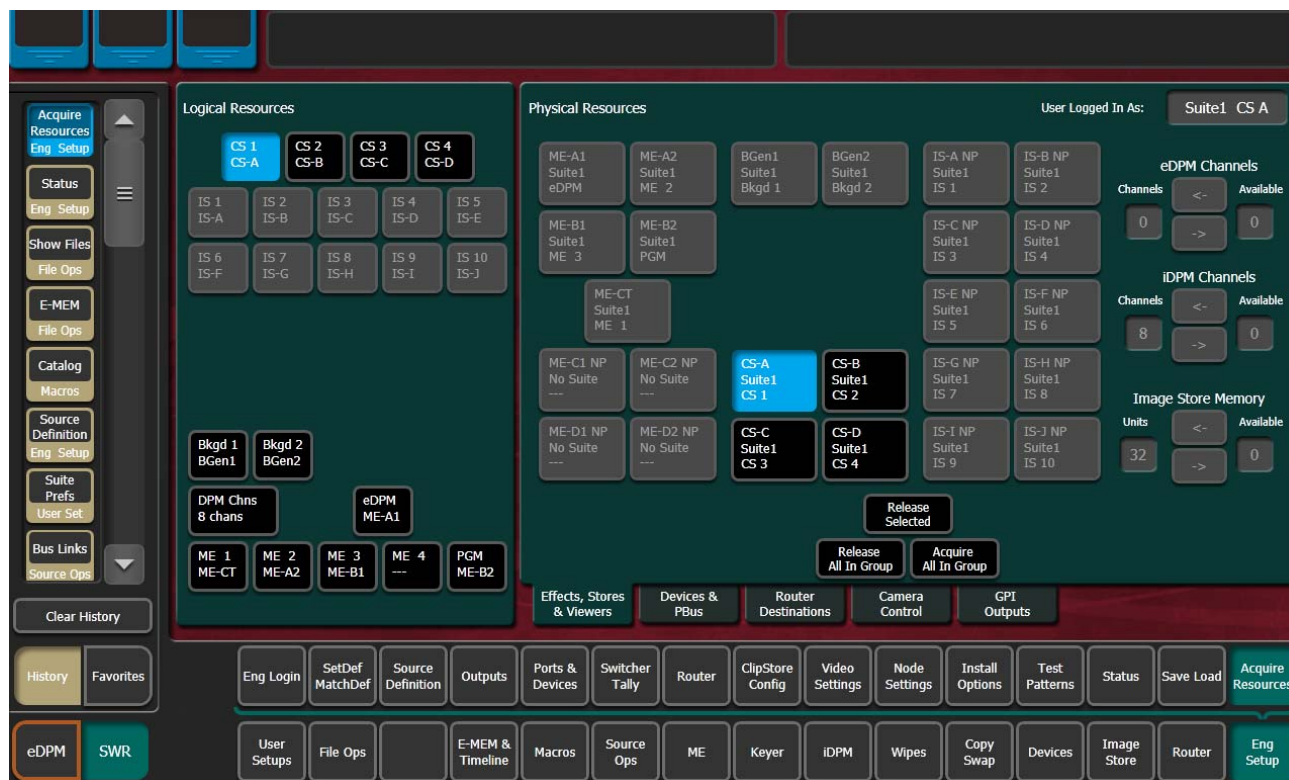 Acquire
Resources
Eng Setup
Status
Eng Setup
Show Files
File Ops
E-MEM
File Ops
Catalog
Macros
Source
Definition
Eng Setup
Suite
Prefs
User Set
Bus Links
Source Ops
Clear History
History
Favorites
eDPM
SWR
Logical Resources
CS 1
CS-A
CS 2
CS-B
CS 3
CS-C
CS 4
CS-D
IS 1
IS-A
IS 2
IS-B
IS 3
IS-C
IS 4
IS-D
IS 5
IS-E
IS 6
IS-F
IS 7
IS-G
IS 8
IS-H
IS 9
IS-I
IS 10
IS-J
Bkgd 1
BGen1
Bkgd 2
BGen2
DPM Chns
8 chans
eDPM
ME-A1
ME 1
ME-CT
ME 2
ME-A2
ME 3
ME-B1
ME 4
---
PGM
ME-B2
Physical Resources
User Logged In As:
Suite1 CS A
ME-A1
Suite1
eDPM
ME-A2
Suite1
ME 2
BGen1
Suite1
Bkgd 1
BGen2
Suite1
Bkgd 2
IS-A NP
Suite1
IS 1
IS-B NP
Suite1
IS 2
ME-B1
Suite1
ME 3
ME-B2
Suite1
PGM
IS-C NP
Suite1
IS 3
IS-D NP
Suite1
IS 4
ME-CT
Suite1
ME 1
IS-E NP
Suite1
IS 5
IS-F NP
Suite1
IS 6
ME-C1 NP
No Suite
---
ME-C2 NP
No Suite
---
CS-A
Suite1
CS 1
CS-B
Suite1
CS 2
IS-G NP
Suite1
IS 7
IS-H NP
Suite1
IS 8
ME-D1 NP
No Suite
---
ME-D2 NP
No Suite
---
CS-C
Suite1
CS 3
CS-D
Suite1
CS 4
IS-I NP
Suite1
IS 9
IS-J NP
Suite1
IS 10
eDPM Channels
Channels
<-
Available
0
->
0
iDPM Channels
Channels
<-
Available
8
->
0
Image Store Memory
Units
<-
Available
32
->
0
Release
Selected
Release
All In Group
Acquire
All In Group
Effects, Stores
& Viewers
Devices &
PBus
Router
Destinations
Camera
Control
GPI
Outputs
Eng Login
SetDef
MatchDef
Source
Definition
Outputs
Ports &
Devices
Switcher
Tally
Router
ClipStore
Config
Video
Settings
Node
Settings
Install
Options
Test
Patterns
Status
Save Load
Acquire
Resources
User
Setups
File Ops
E-MEM &
Timeline
Macros
Source
Ops
ME
Keyer
iDPM
Wipes
Copy
Swap
Devices
Image
Store
Router
Eng
Setup